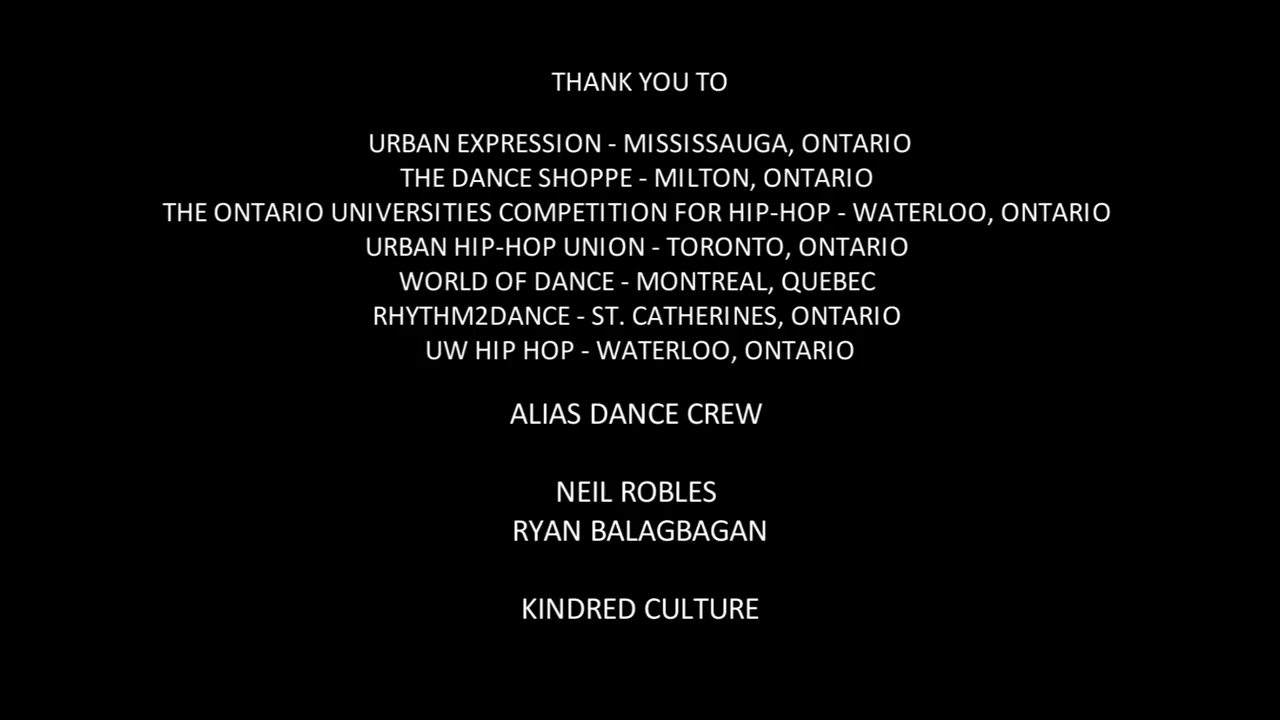 THANK YOU TO
URBAN EXPRESSION - MISSISSAUGA, ONTARIO
THE DANCE SHOPPE - MILTON, ONTARIO
THE ONTARIO UNIVERSITIES COMPETITION FOR HIP-HOP - WATERLOO, ONTARIO
URBAN HIP-HOP UNION - TORONTO, ONTARIO
WORLD OF DANCE - MONTREAL, QUEBEC
RHYTHM2DANCE - ST. CATHERINES, ONTARIO
UW HIP HOP - WATERLOO, ONTARIO
ALIAS DANCE CREW
NEIL ROBLES
RYAN BALAGBAGAN
KINDRED CULTURE